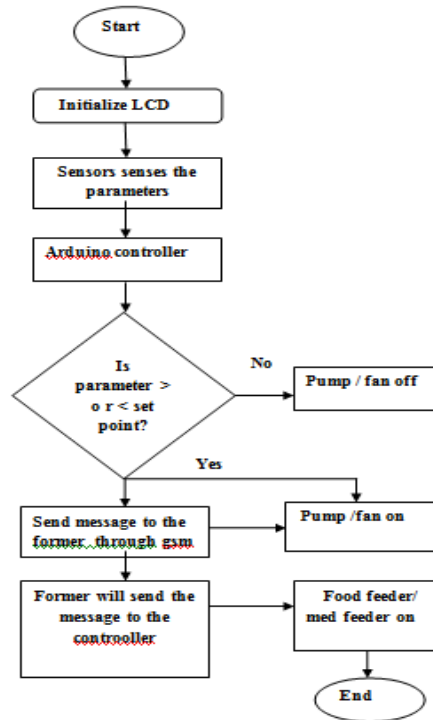 Start
Initialize LCD
Sensors senses the
parameters
Arduino controller
Is
parameter >
o r < set
point?
No
Pump / fan off
Yes
Send message to the
former through gsm
Pump /fan on
Former will send the
message to the
controoller
Food feeder/
med feeder on
End